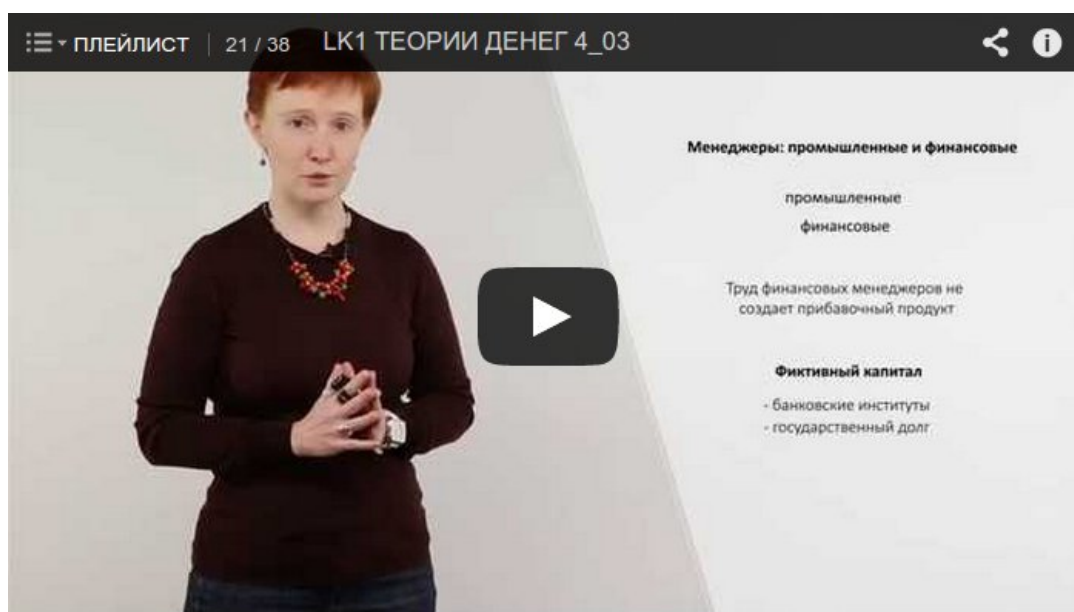 ПЛЕЙЛИСТ | 21 / 38 LK1 ТЕОРИИ ДЕНЕГ 4_03
Менеджеры: промышленные и финансовые
промышленные
финансовые
Труд финансовых менеджеров не
создает прибавочный продукт
Фиктивный капитал
- банковские институты
- государственный долг